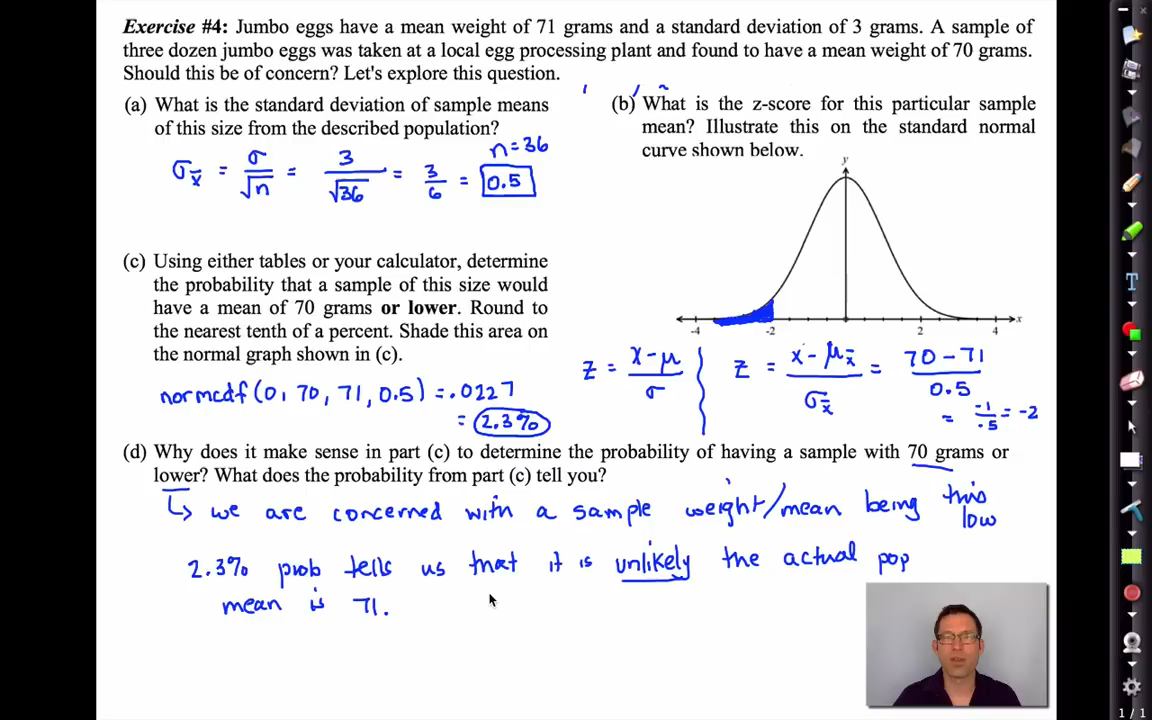 Exercise #4: Jumbo eggs have a mean weight of 71 grams and a standard deviation of 3 grams. A sample of
three dozen jumbo eggs was taken at a local egg processing plant and found to have a mean weight of 70 grams.
Should this be of concern? Let's explore this question.
(a) What is the standard deviation of sample means
of this size from the described population?
n=36
σx̄ = σ/√n = 3/√36 = 3/6 = 0.5
(b) What is the z-score for this particular sample
mean? Illustrate this on the standard normal
curve shown below.
y
-4 -2 2 4 x
z = x-μ/σ
z = x-μx̄/σx̄ = 70-71/0.5
= -1/.5 = -2
(c) Using either tables or your calculator, determine
the probability that a sample of this size would
have a mean of 70 grams or lower. Round to
the nearest tenth of a percent. Shade this area on
the normal graph shown in (c).
normcdf(0, 70, 71, 0.5) = .0227
= 2.3%
(d) Why does it make sense in part (c) to determine the probability of having a sample with 70 grams or
lower? What does the probability from part (c) tell you?
↳ we are concerned with a sample weight/mean being this low
2.3% prob tells us that it is unlikely the actual pop
mean is 71.
T
1 / 1